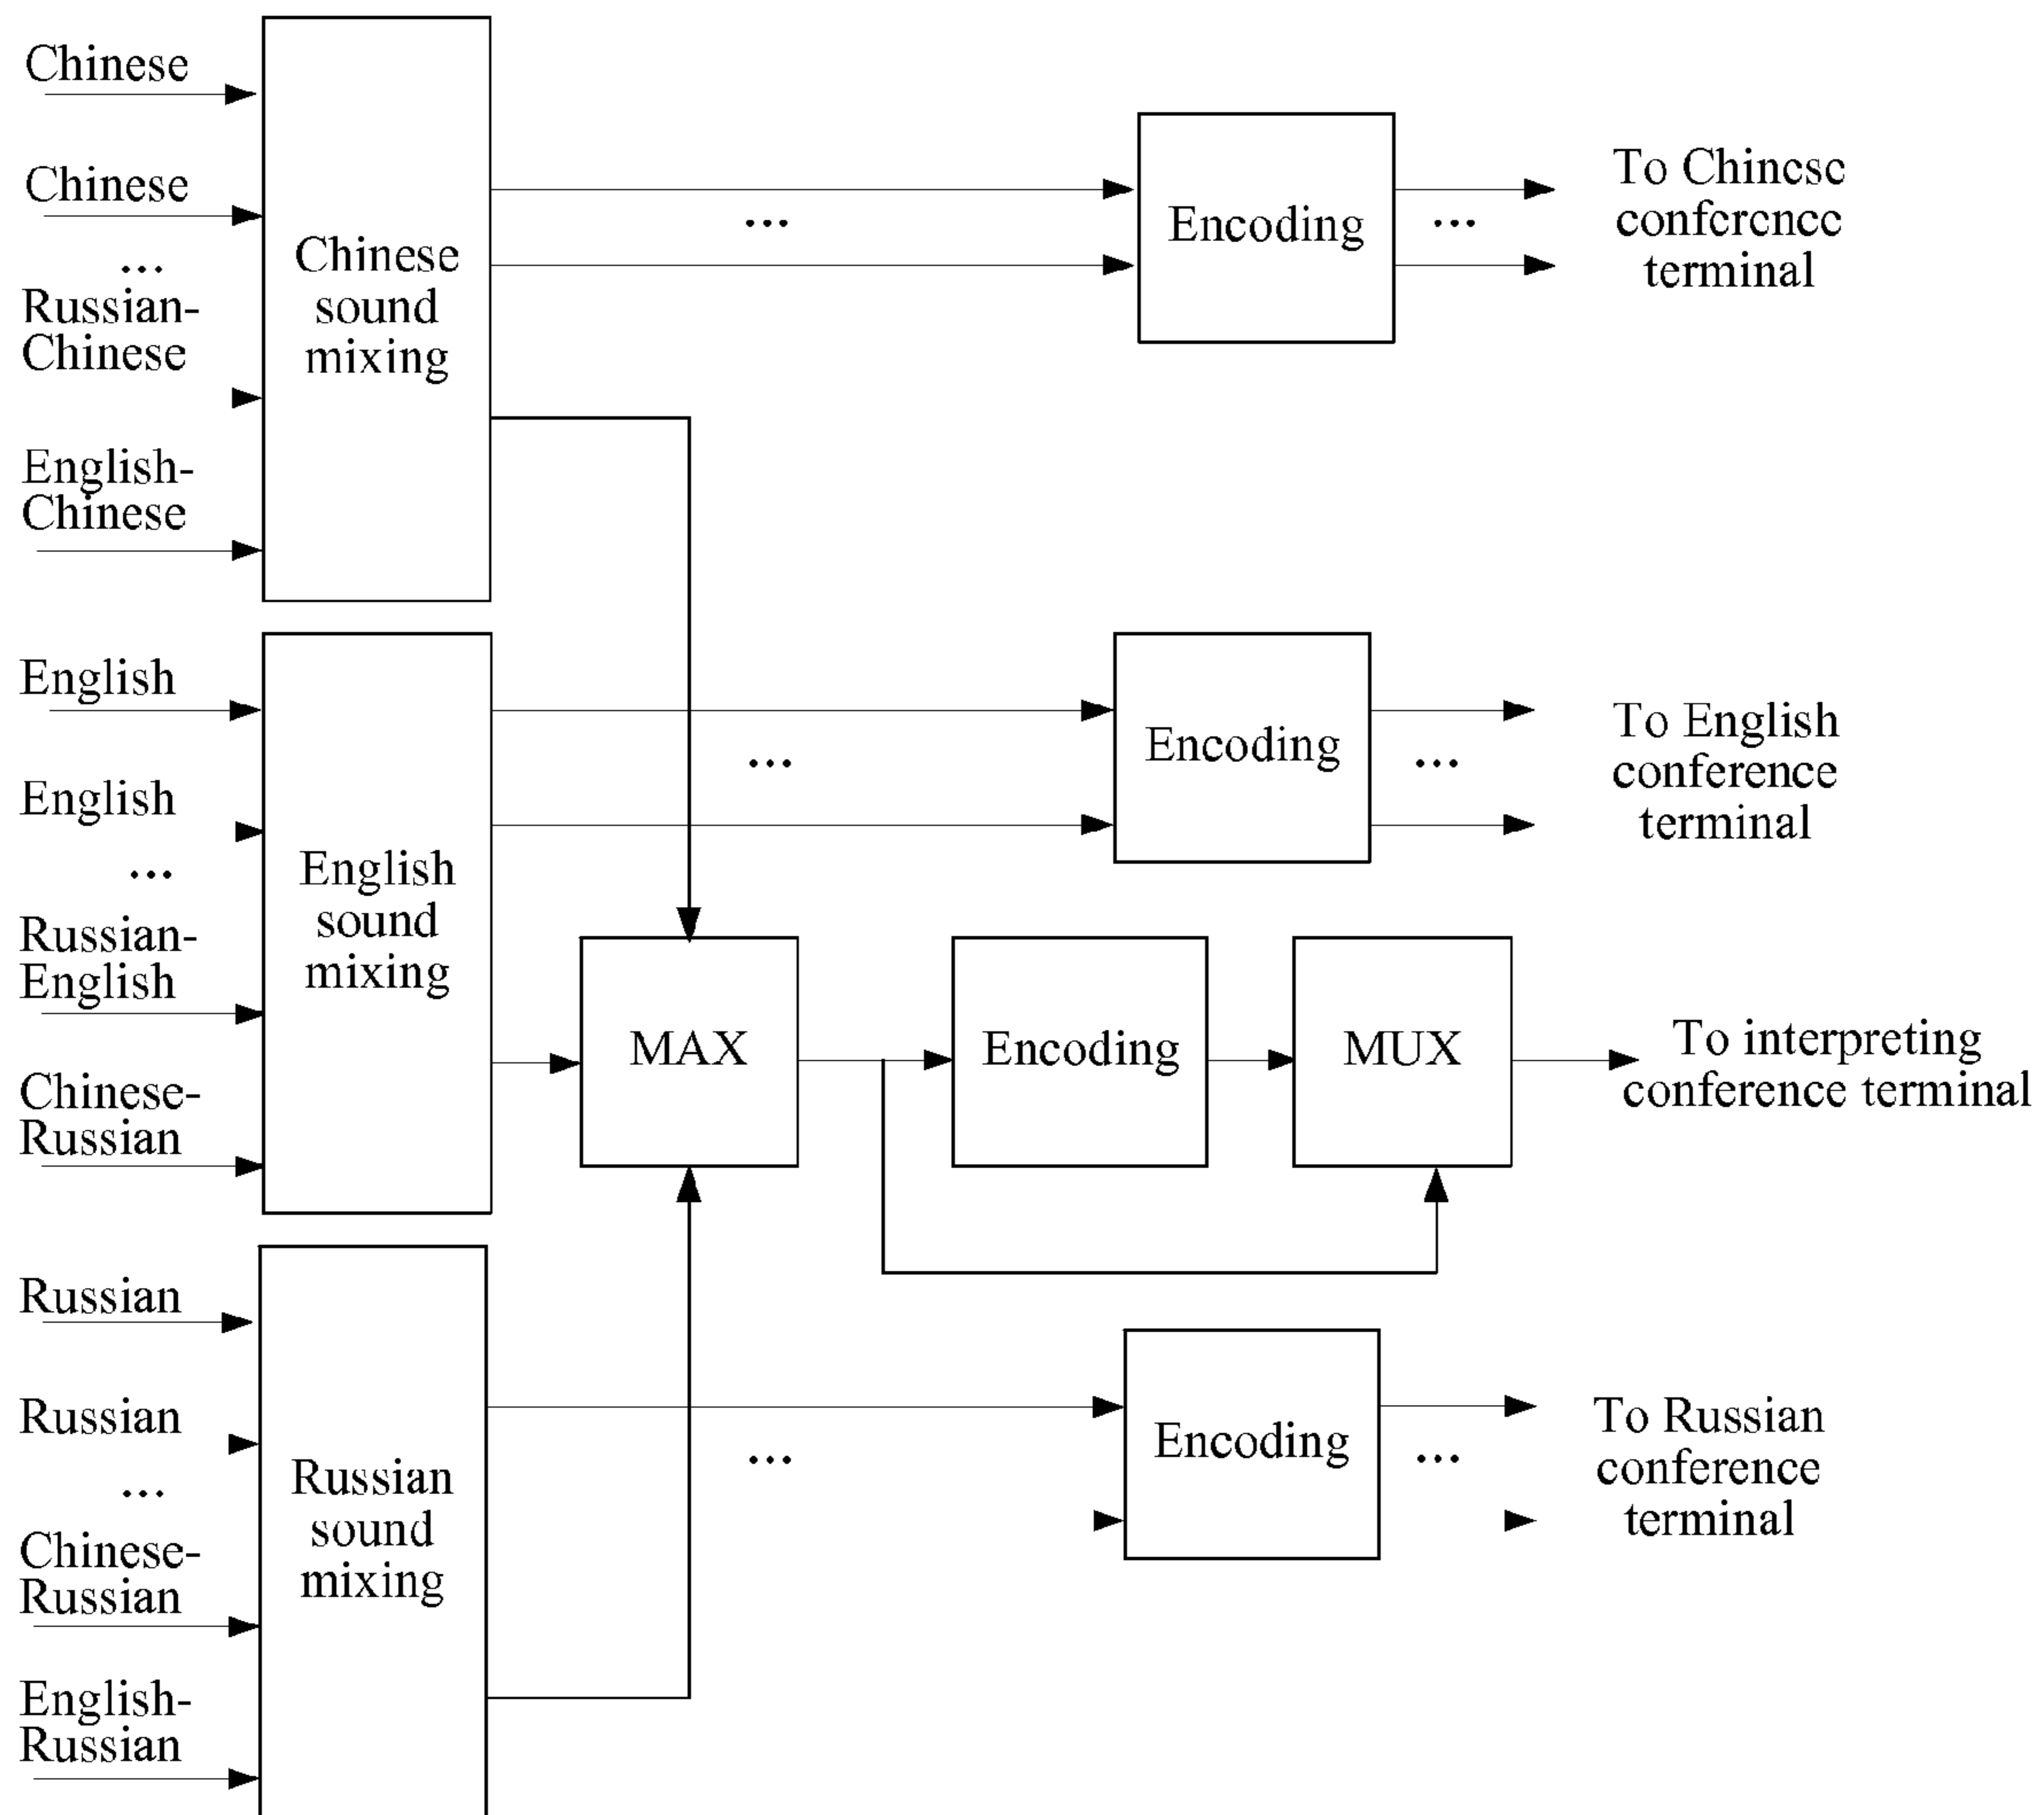 Chinese
Chinese
...
Russian-
Chinese
English-
Chinese
Chinese
sound
mixing
...
Encoding
...
To Chinese
conference
terminal
English
English
...
Russian-
English
Chinese-
Russian
English
sound
mixing
...
Encoding
...
To English
conference
terminal
MAX
Encoding
MUX
To interpreting
conference terminal
Russian
Russian
...
Chinese-
Russian
English-
Russian
Russian
sound
mixing
...
Encoding
...
To Russian
conference
terminal